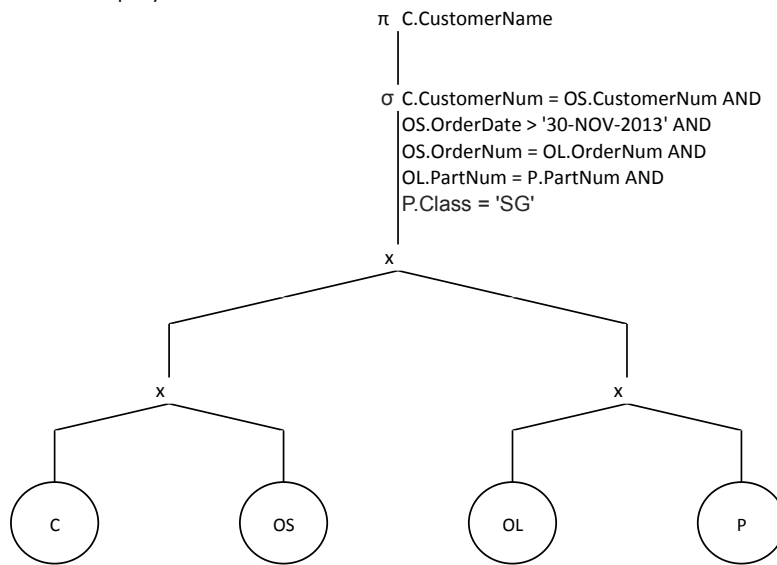 π C.CustomerName
σ C.CustomerNum = OS.CustomerNum AND
OS.OrderDate > '30-NOV-2013' AND
OS.OrderNum = OL.OrderNum AND
OL.PartNum = P.PartNum AND
P.Class = 'SG'
x
x
x
C
OS
OL
P